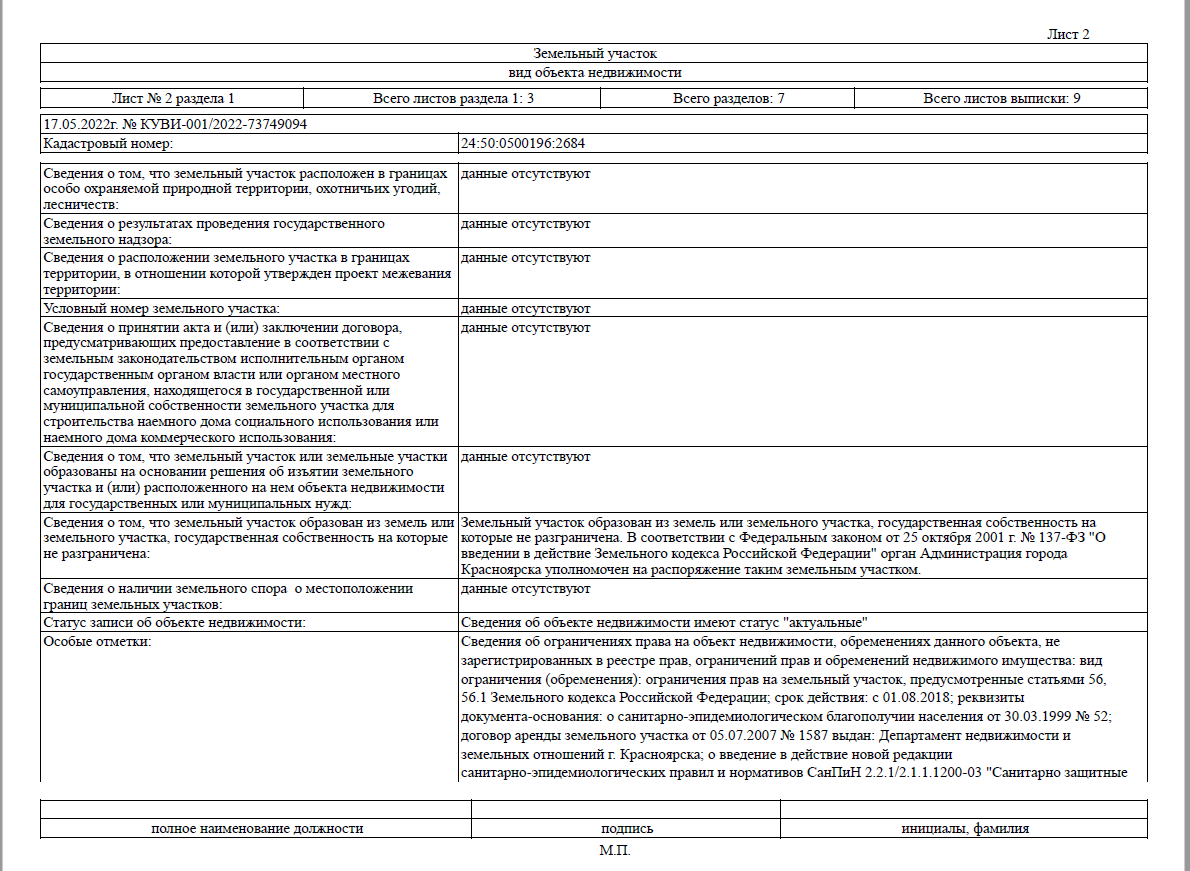 Лист 2
Земельный участок
вид объекта недвижимости
Лист № 2 раздела 1
Всего листов раздела 1: 3
Всего разделов: 7
Всего листов выписки: 9
17.05.2022г. № КУВИ-001/2022-73749094
Кадастровый номер:
24:50:0500196:2684
Сведения о том, что земельный участок расположен в границах
особо охраняемой природной территории, охотничьих угодий,
лесничеств:
данные отсутствуют
Сведения о результатах проведения государственного
земельного надзора:
данные отсутствуют
Сведения о расположении земельного участка в границах
территории, в отношении которой утвержден проект межевания
территории:
данные отсутствуют
Условный номер земельного участка:
данные отсутствуют
Сведения о принятии акта и (или) заключении договора,
предусматривающих предоставление в соответствии с
земельным законодательством исполнительным органом
государственным органом власти или органом местного
самоуправления, находящегося в государственной или
муниципальной собственности земельного участка для
строительства наемного дома социального использования или
наемного дома коммерческого использования:
данные отсутствуют
Сведения о том, что земельный участок или земельные участки
образованы на основании решения об изъятии земельного
участка и (или) расположенного на нем объекта недвижимости
для государственных или муниципальных нужд:
данные отсутствуют
Сведения о том, что земельный участок образован из земель или
земельного участка, государственная собственность на которые
не разграничена:
Земельный участок образован из земель или земельного участка, государственная собственность на
которые не разграничена. В соответствии с Федеральным законом от 25 октября 2001 г. № 137-ФЗ "О
введении в действие Земельного кодекса Российской Федерации" орган Администрация города
Красноярска уполномочен на распоряжение таким земельным участком.
Сведения о наличии земельного спора о местоположении
границ земельных участков:
данные отсутствуют
Статус записи об объекте недвижимости:
Сведения об объекте недвижимости имеют статус "актуальные"
Особые отметки:
Сведения об ограничениях права на объект недвижимости, обременениях данного объекта, не
зарегистрированных в реестре прав, ограничений прав и обременений недвижимого имущества: вид
ограничения (обременения): ограничения прав на земельный участок, предусмотренные статьями 56,
56.1 Земельного кодекса Российской Федерации; срок действия: с 01.08.2018; реквизиты
документа-основания: о санитарно-эпидемиологическом благополучии населения от 30.03.1999 № 52;
договор аренды земельного участка от 05.07.2007 № 1587 выдан: Департамент недвижимости и
земельных отношений г. Красноярска; о введение в действие новой редакции
санитарно-эпидемиологических правил и нормативов СанПиН 2.2.1/2.1.1.1200-03 "Санитарно защитные
полное наименование должности
подпись
инициалы, фамилия
М.П.